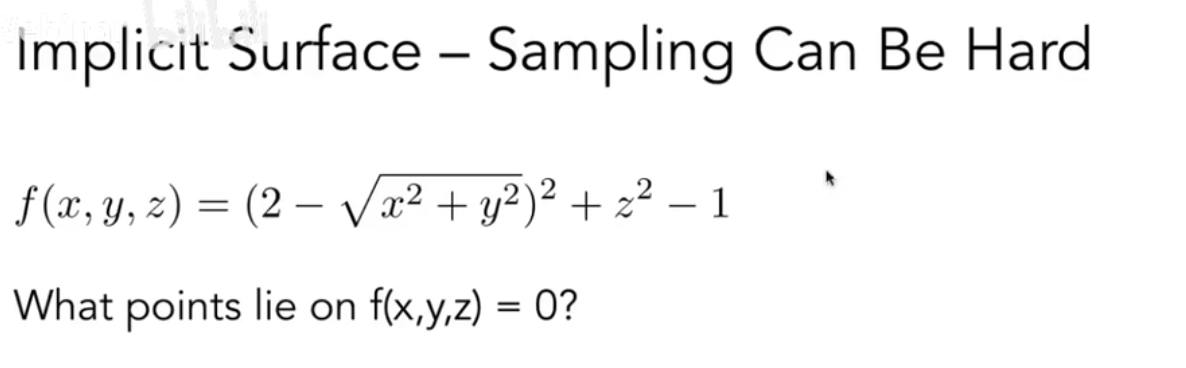 Implicit Surface – Sampling Can Be Hard
f(x, y, z) = (2 − √(x² + y²))² + z² − 1
What points lie on f(x,y,z) = 0?